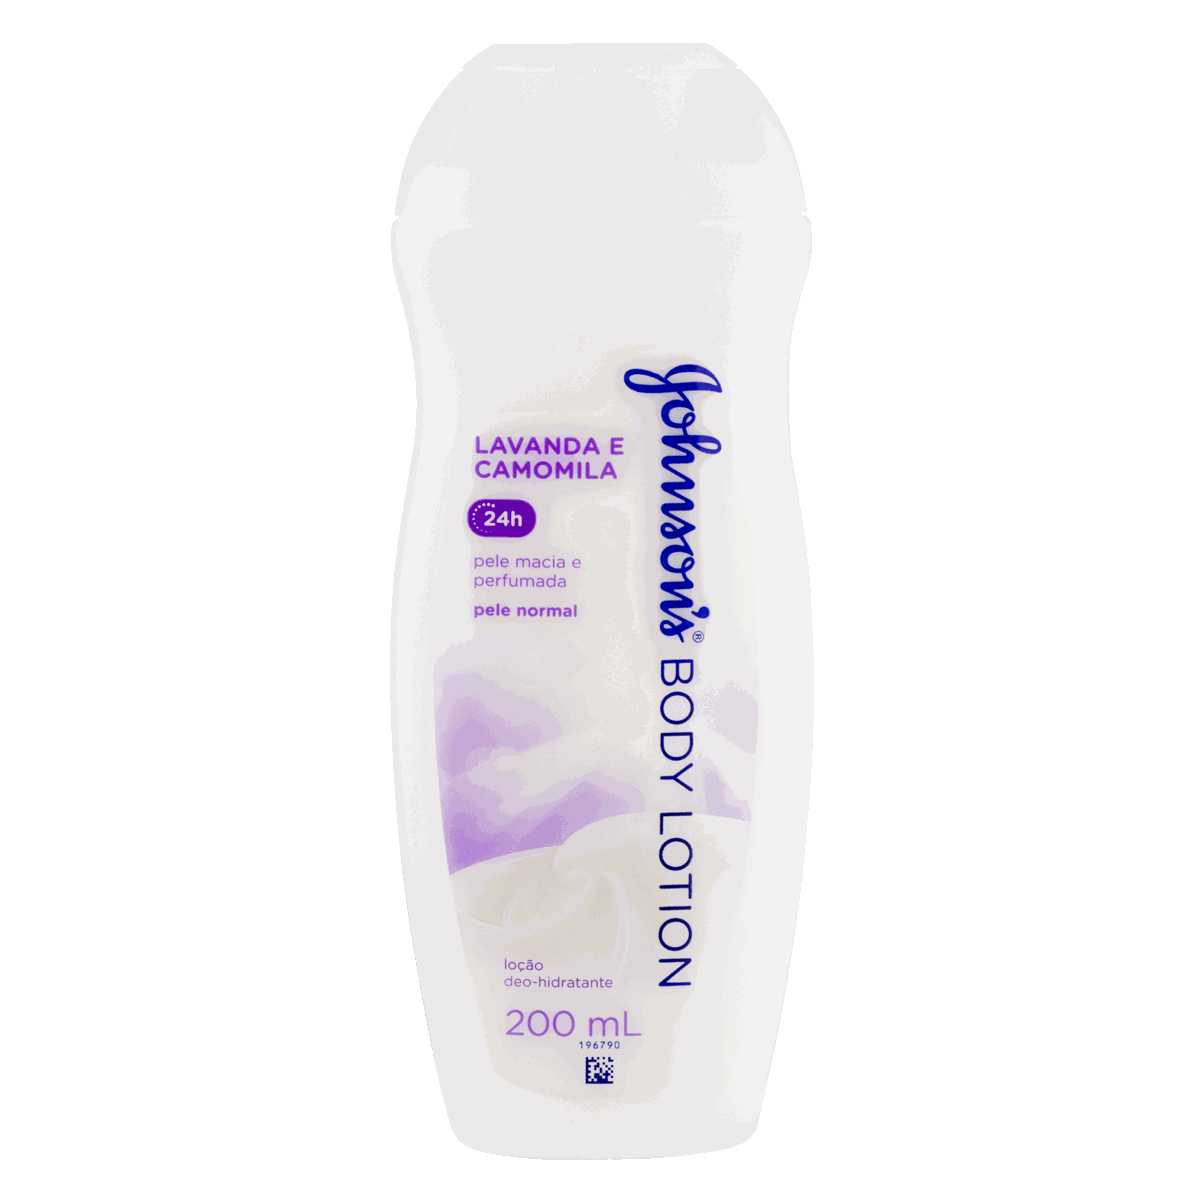 Johnson's® BODY LOTION
LAVANDA E
CAMOMILA
24h
pele macia e
perfumada
pele normal
loção
deo-hidratante
200 mL
196790